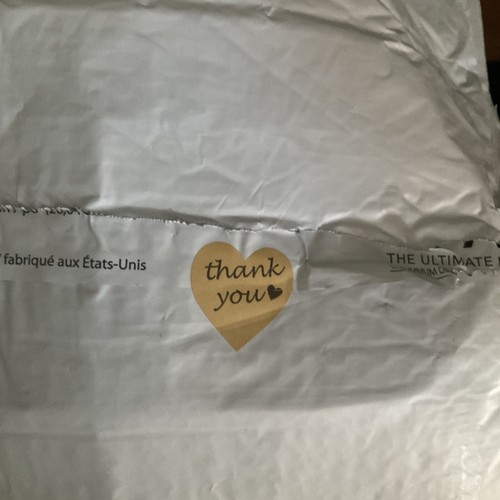 fabriqué aux États-Unis
thank
you
THE ULTIMATE